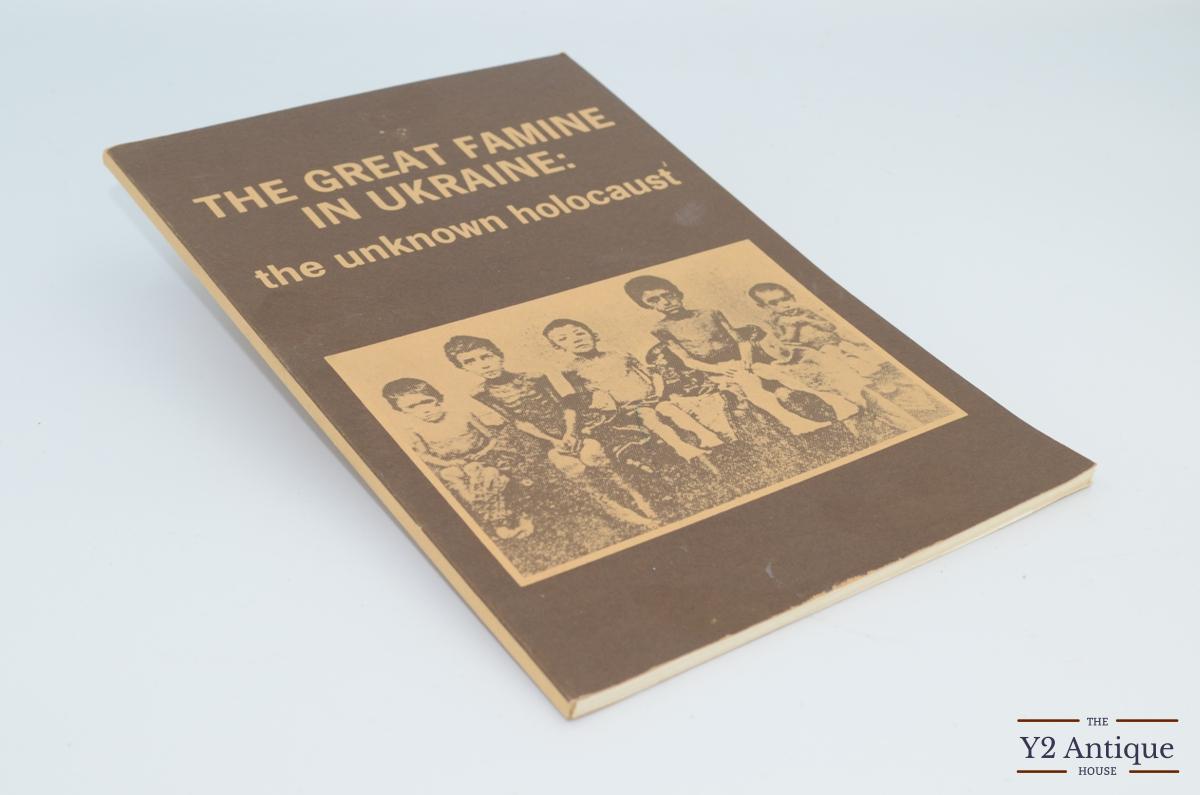 THE GREAT FAMINE
IN UKRAINE:
the unknown holocaust
THE
Y2 Antique
HOUSE